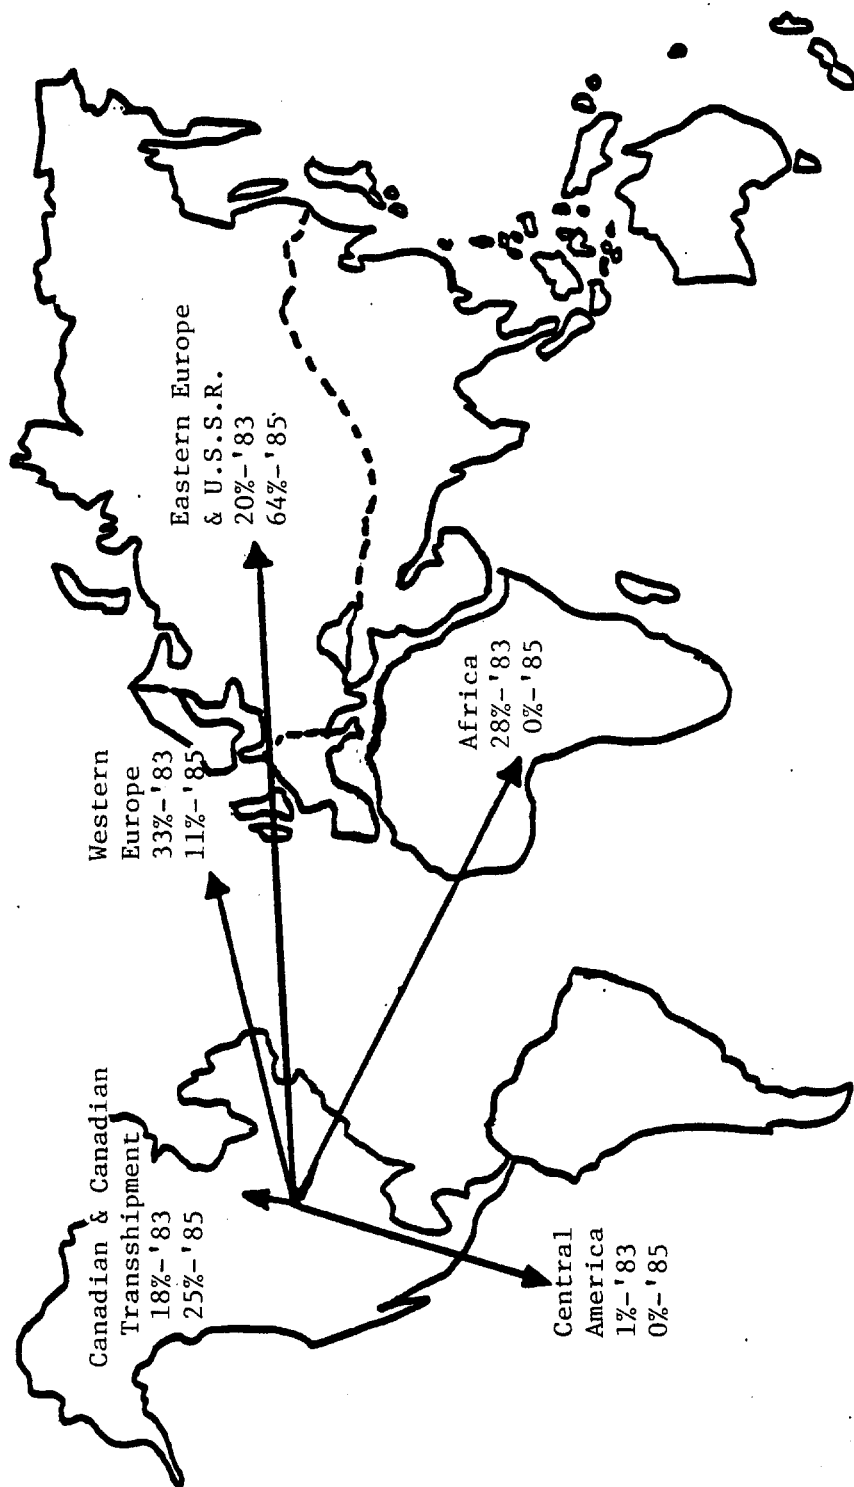 Canadian & Canadian
Transshipment
18%-'83
25%-'85
Western
Europe
33%-'83
11%-'85
Eastern Europe
& U.S.S.R.
20%-'83
64%-'85
Africa
28%-'83
0%-'85
Central
America
1%-'83
0%-'85